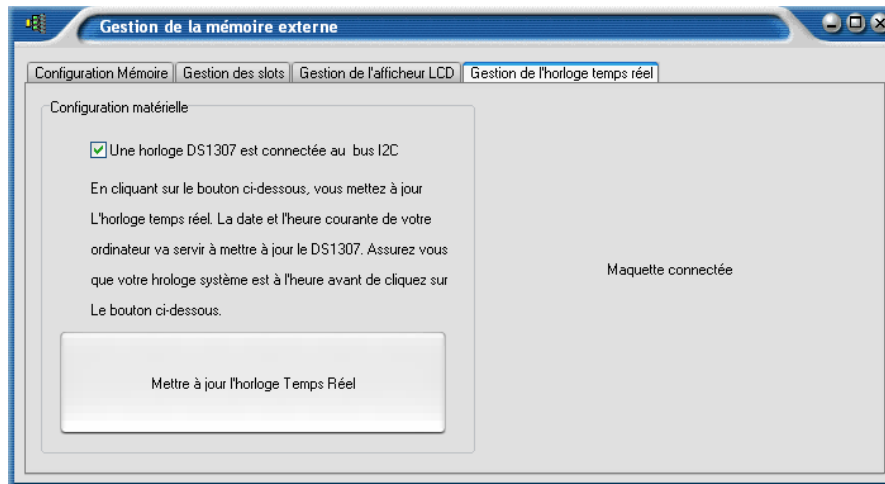 Gestion de la mémoire externe
Configuration Mémoire Gestion des slots Gestion de l'afficheur LCD Gestion de l'horloge temps réel
Configuration matérielle
Une horloge DS1307 est connectée au bus I2C
En cliquant sur le bouton ci-dessous, vous mettez à jour
L'horloge temps réel. La date et l'heure courante de votre
ordinateur va servir à mettre à jour le DS1307. Assurez vous
que votre hrologe système est à l'heure avant de cliquez sur
Le bouton ci-dessous.
Maquette connectée
Mettre à jour l'horloge Temps Réel